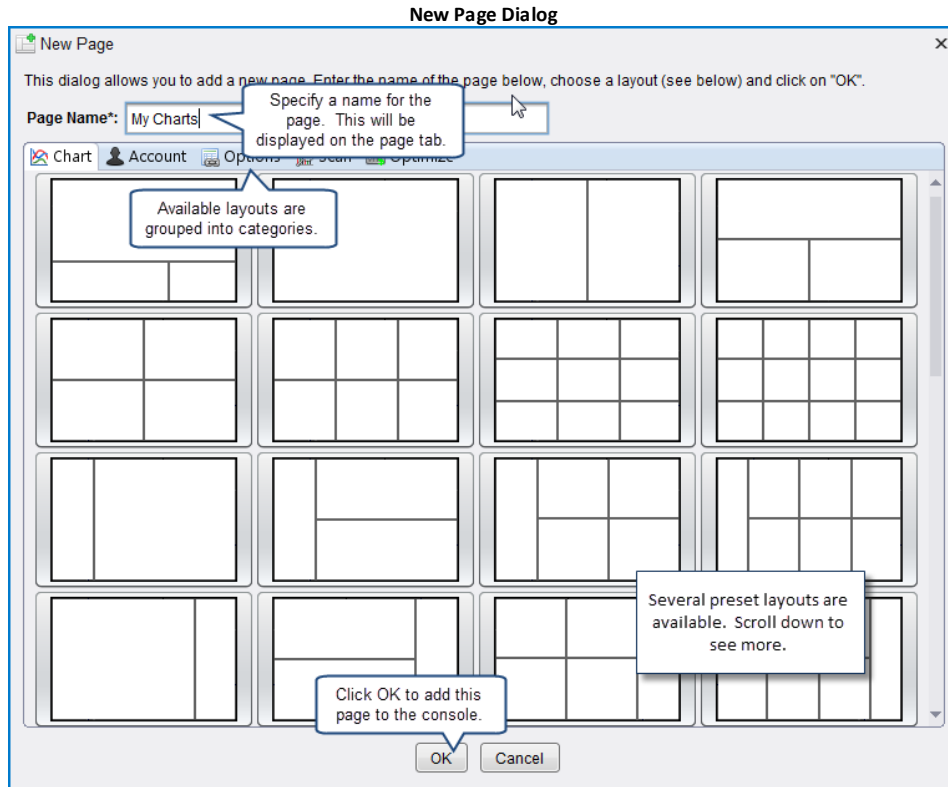 New Page Dialog
New Page
This dialog allows you to add a new page. Enter the name of the page below, choose a layout (see below) and click on "OK".
Page Name*: My Charts
Specify a name for the
page. This will be
displayed on the page tab.
Chart Account Options Scan Optimize
Available layouts are
grouped into categories.
Several preset layouts are
available. Scroll down to
see more.
Click OK to add this
page to the console.
OK Cancel